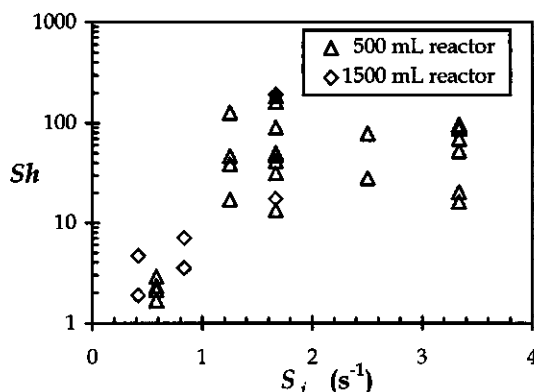 1000
500 mL reactor
1500 mL reactor
100
Sh
10
1
0 1 2 3 4
S_i (s⁻¹)